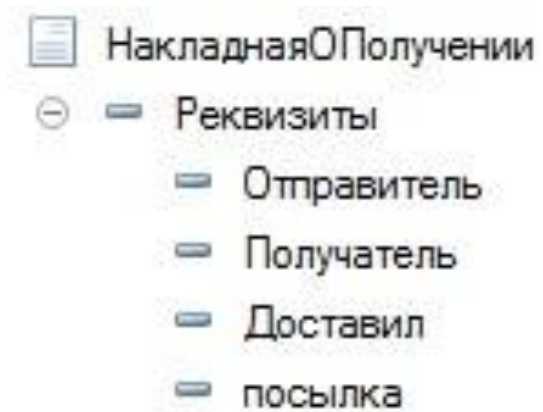 НакладнаяОПолучении
Реквизиты
Отправитель
Получатель
Доставил
посылка